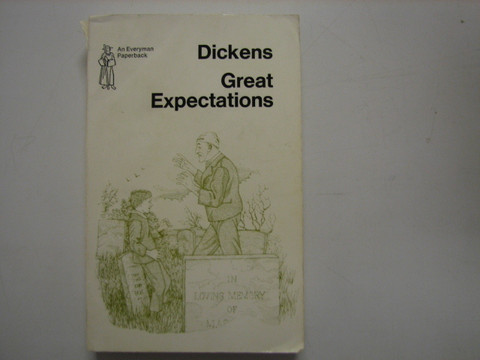 An Everyman
Paperback
Dickens
Great
Expectations
IN
LOVING MEMORY
OF